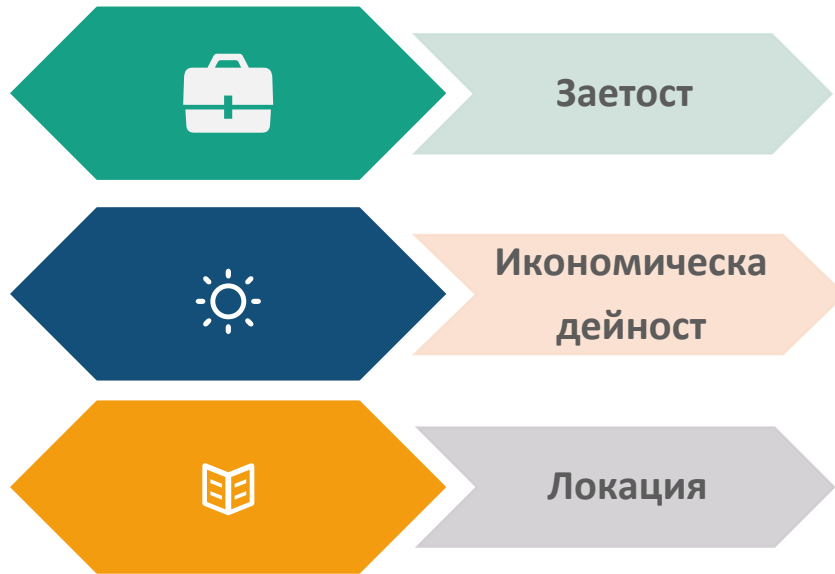 Заетост
Икономическа
дейност
Локация